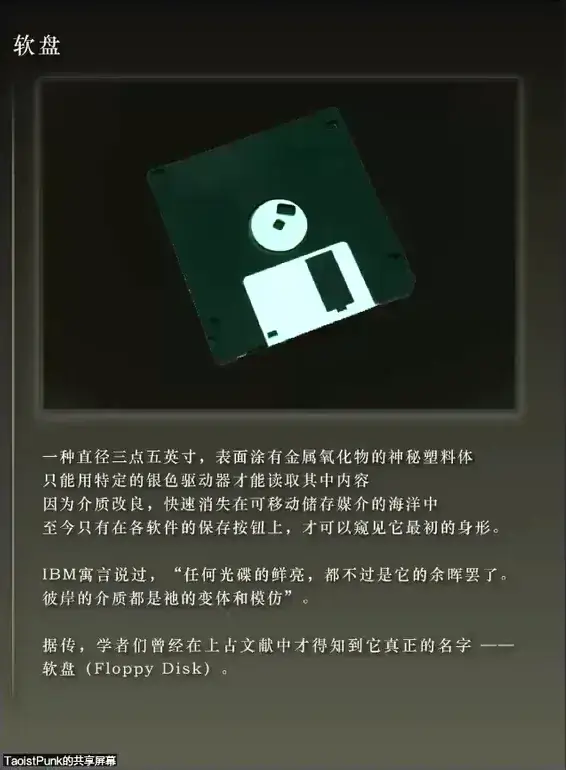 软盘
一种直径三点五英寸，表面涂有金属氧化物的神秘塑料体
只能用特定的银色驱动器才能读取其中内容
因为介质改良，快速消失在可移动储存媒介的海洋中
至今只有在各软件的保存按钮上，才可以窥见它最初的身形。
IBM寓言说过，“任何光碟的鲜亮，都不过是它的余晖罢了。
彼岸的介质都是祂的变体和模仿”。
据传，学者们曾经在上古文献中才得知到它真正的名字 ——
软盘（Floppy Disk）。
TaoistPunk的共享屏幕